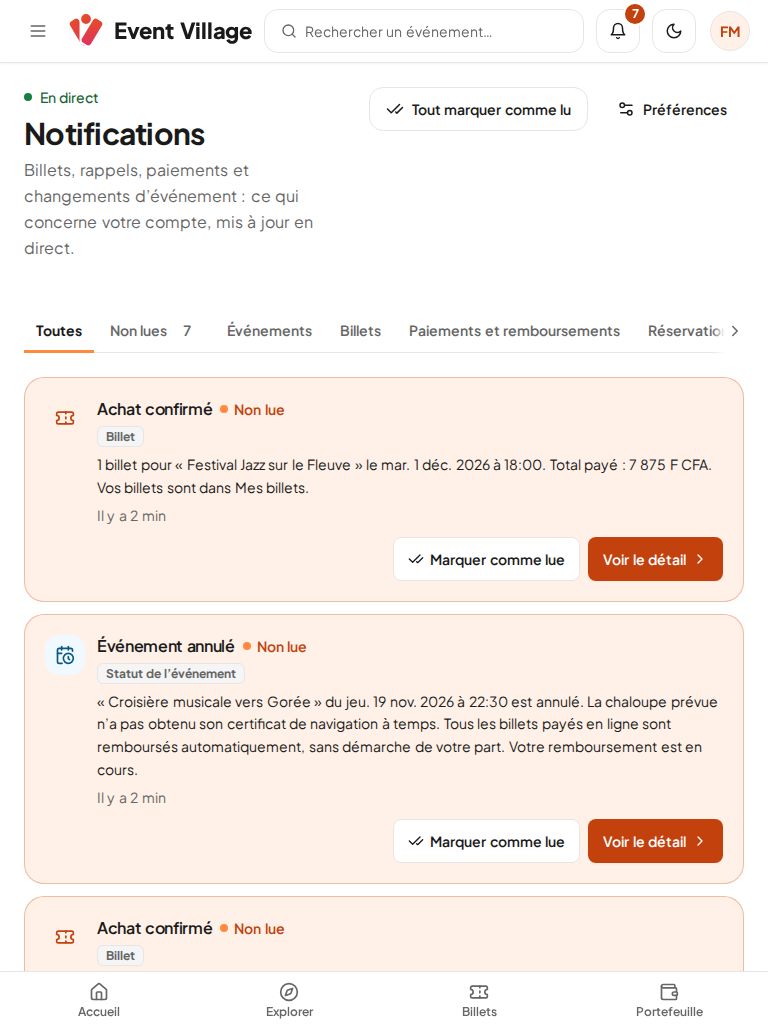 Event Village
Rechercher un événement…
7
FM
En direct
Notifications
Billets, rappels, paiements et
changements d’événement : ce qui
concerne votre compte, mis à jour en
direct.
Tout marquer comme lu
Préférences
Toutes
Non lues 7
Événements
Billets
Paiements et remboursements
Réservatio
Achat confirmé
Non lue
Billet
1 billet pour « Festival Jazz sur le Fleuve » le mar. 1 déc. 2026 à 18:00. Total payé : 7 875 F CFA.
Vos billets sont dans Mes billets.
Il y a 2 min
Marquer comme lue
Voir le détail
Événement annulé
Non lue
Statut de l’événement
« Croisière musicale vers Gorée » du jeu. 19 nov. 2026 à 22:30 est annulé. La chaloupe prévue
n’a pas obtenu son certificat de navigation à temps. Tous les billets payés en ligne sont
remboursés automatiquement, sans démarche de votre part. Votre remboursement est en
cours.
Il y a 2 min
Marquer comme lue
Voir le détail
Achat confirmé
Non lue
Billet
Accueil
Explorer
Billets
Portefeuille